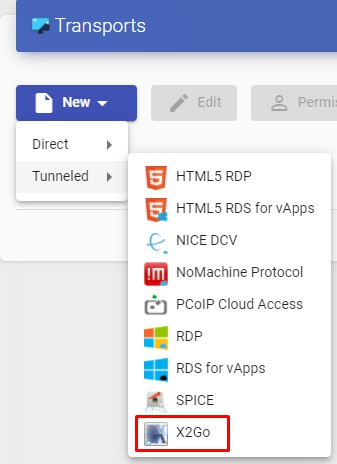 Transports
New
Edit
Direct
Tunneled
HTML5 RDP
HTML5 RDS for vApps
NICE DCV
NoMachine Protocol
PCoIP Cloud Access
RDP
RDS for vApps
SPICE
X2Go